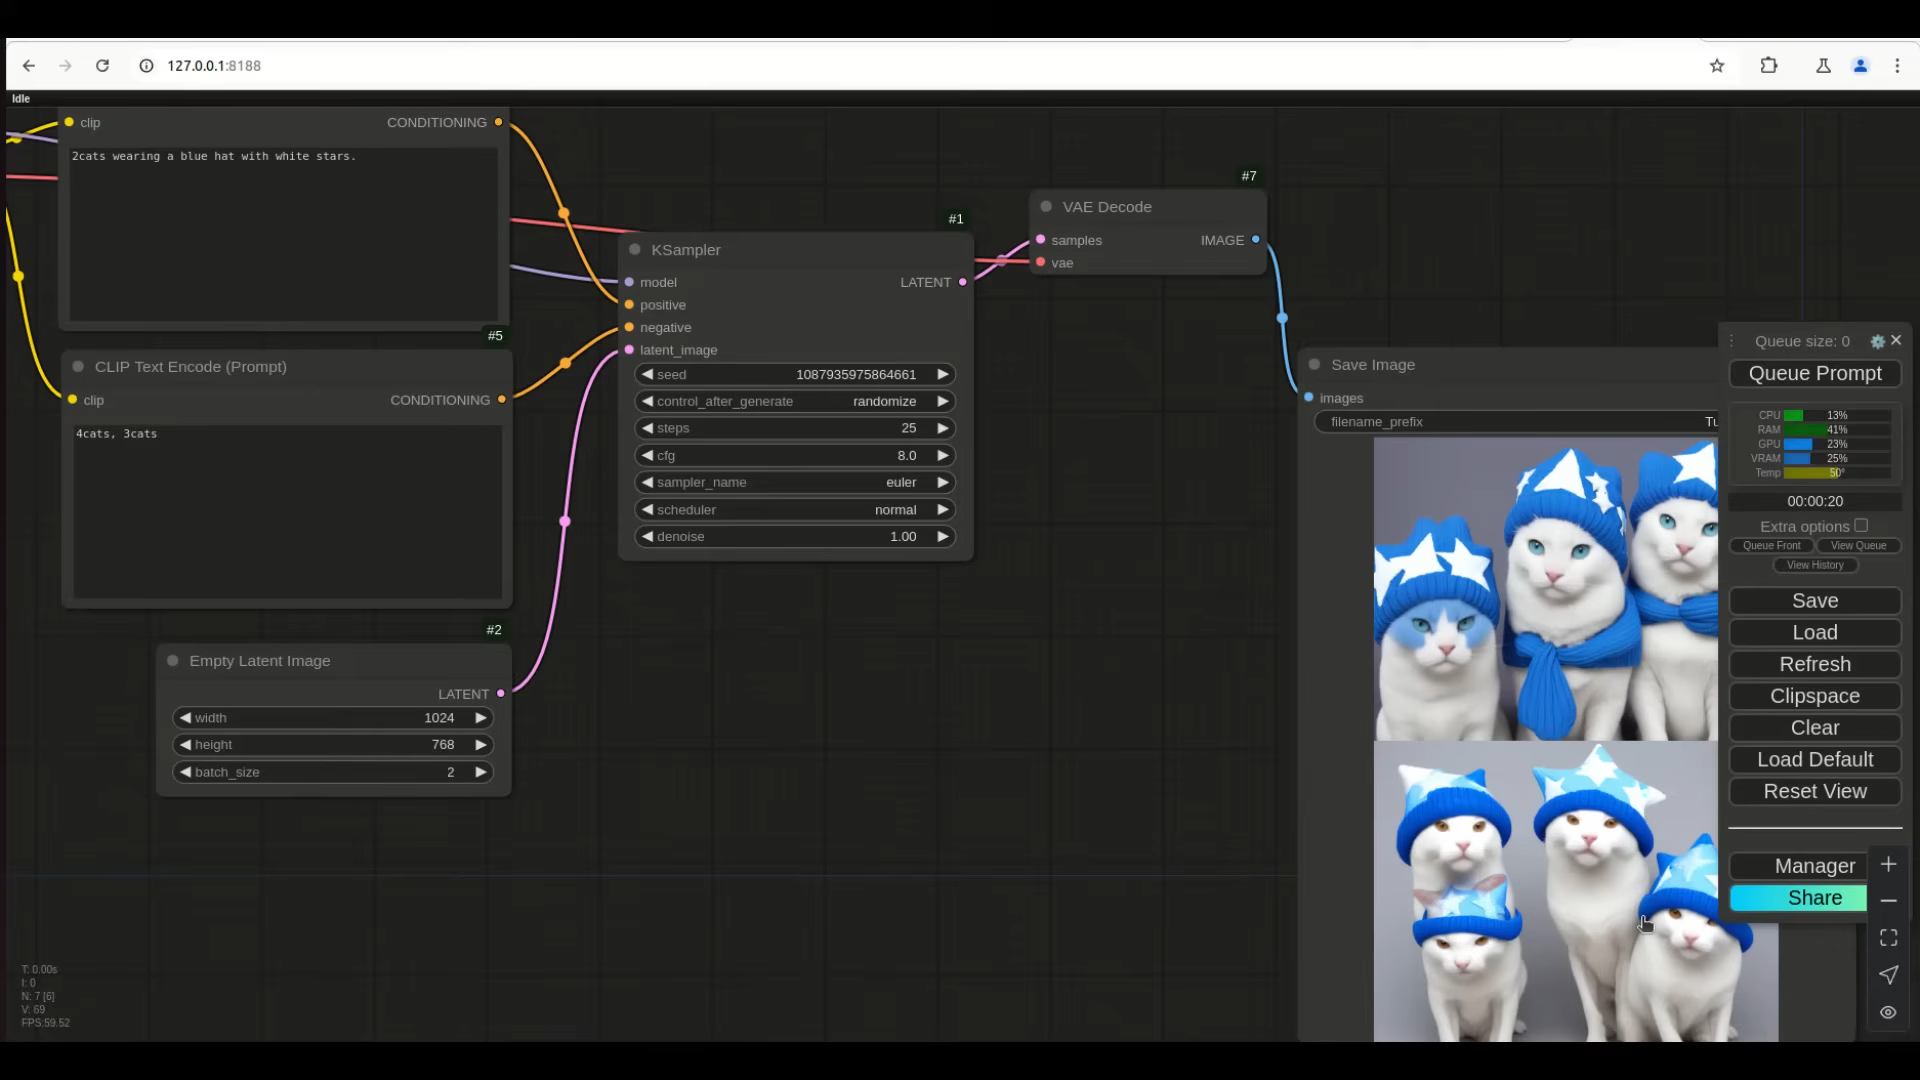 127.0.0.1:8188
Idle
clip CONDITIONING
2cats wearing a blue hat with white stars.
#5
CLIP Text Encode (Prompt)
clip CONDITIONING
4cats, 3cats
#2
Empty Latent Image
LATENT
width 1024
height 768
batch_size 2
#1
KSampler
model LATENT
positive
negative
latent_image
seed 1087935975864661
control_after_generate randomize
steps 25
cfg 8.0
sampler_name euler
scheduler normal
denoise 1.00
#7
VAE Decode
samples IMAGE
vae
Save Image
images
filename_prefix Tu
Queue size: 0
Queue Prompt
CPU 13%
RAM 41%
GPU 23%
VRAM 25%
Temp 50°
00:00:20
Extra options
Queue Front View Queue
View History
Save
Load
Refresh
Clipspace
Clear
Load Default
Reset View
Manager
Share
T: 0.00s
I: 0
N: 7 [6]
V: 69
FPS:59.52